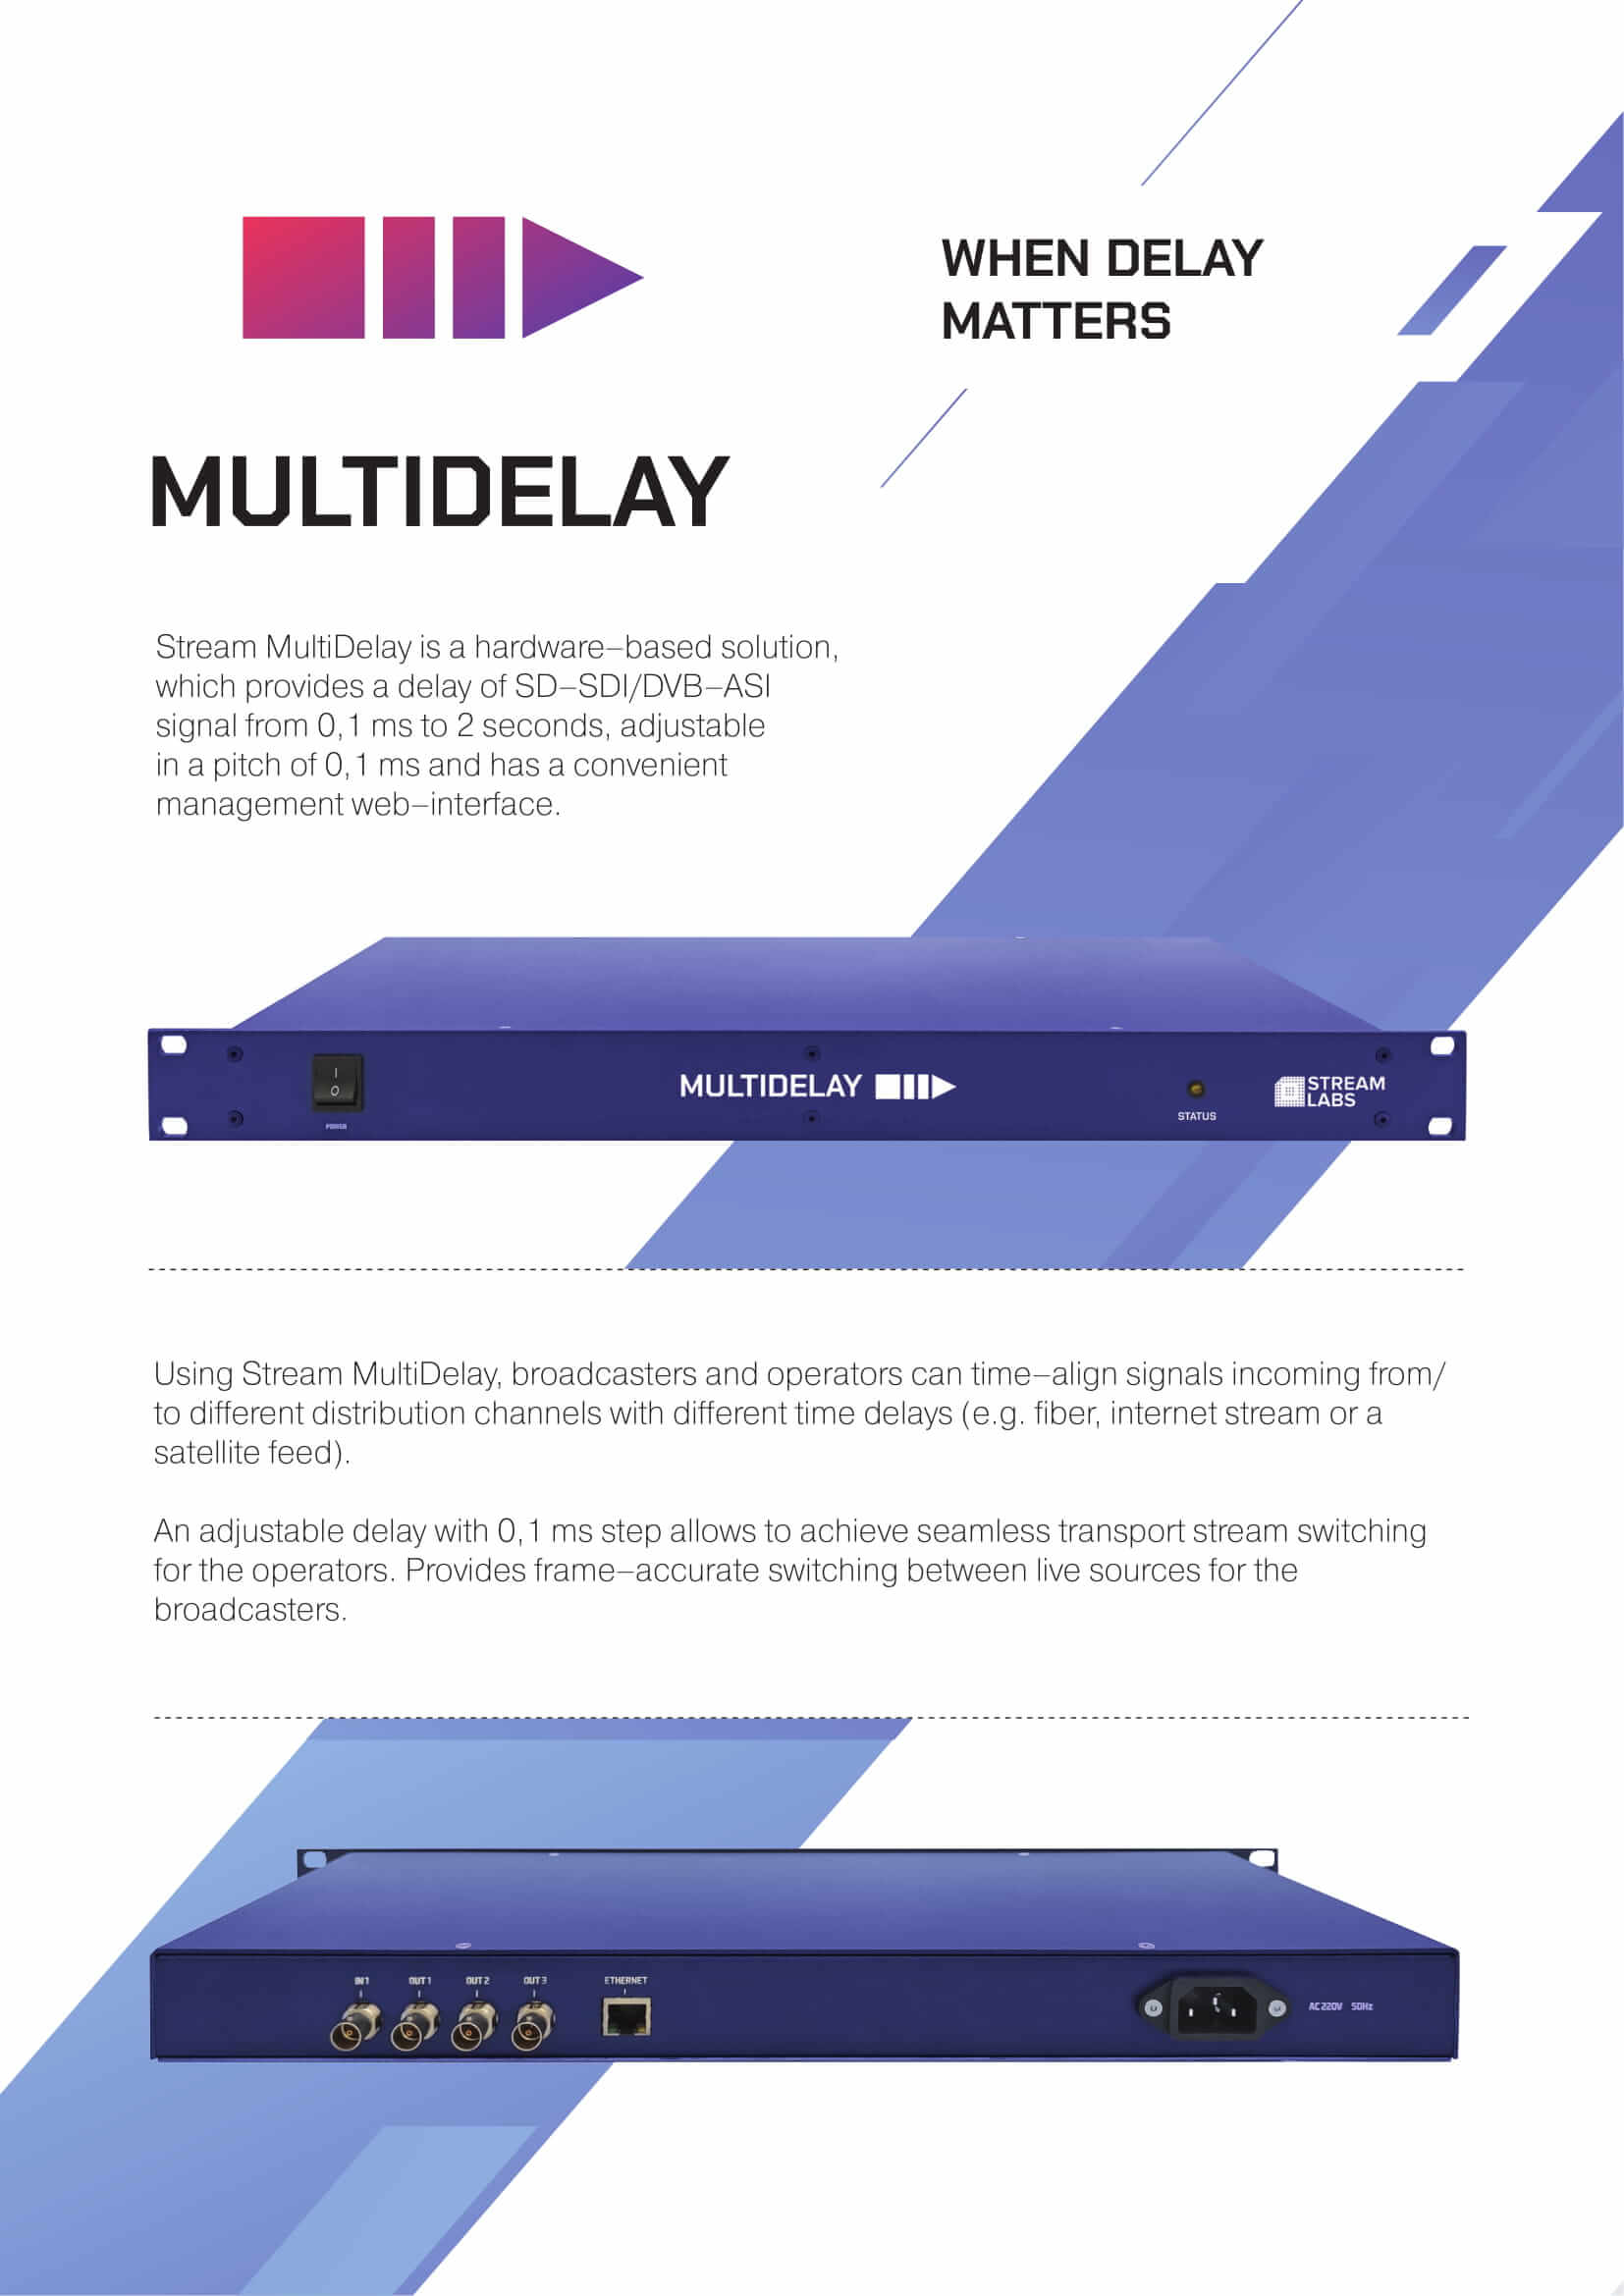 WHEN DELAY
MATTERS
MULTIDELAY
Stream MultiDelay is a hardware–based solution,
which provides a delay of SD–SDI/DVB–ASI
signal from 0,1 ms to 2 seconds, adjustable
in a pitch of 0,1 ms and has a convenient
management web–interface.
I
O
POWER
MULTIDELAY
STATUS
STREAM
LABS
Using Stream MultiDelay, broadcasters and operators can time–align signals incoming from/
to different distribution channels with different time delays (e.g. fiber, internet stream or a
satellite feed).
An adjustable delay with 0,1 ms step allows to achieve seamless transport stream switching
for the operators. Provides frame–accurate switching between live sources for the
broadcasters.
IN 1 OUT 1 OUT 2 OUT 3 ETHERNET
AC 220V 50Hz